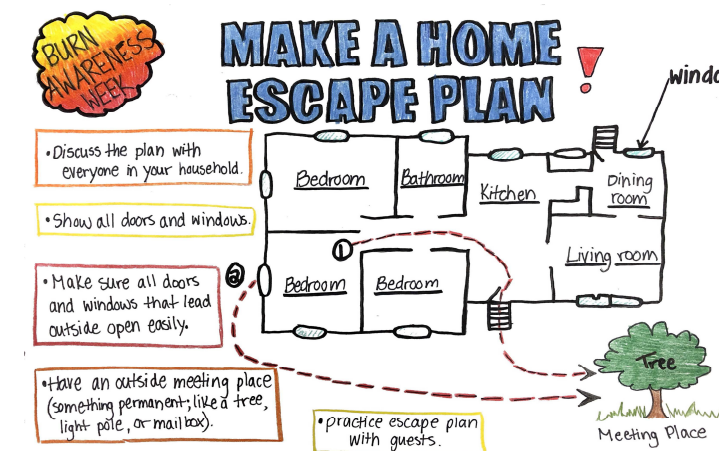 BURN
AWARENESS
WEEK
MAKE A HOME
ESCAPE PLAN!
• Discuss the plan with
everyone in your household.
• Show all doors and windows.
• Make sure all doors
and windows that lead
outside open easily.
• Have an outside meeting place
(something permanent; like a tree,
light pole, or mailbox).
• practice escape plan
with guests.
Bedroom
Bathroom
Kitchen
Dining
room
Living room
1
2
Bedroom
Bedroom
Tree
Meeting Place